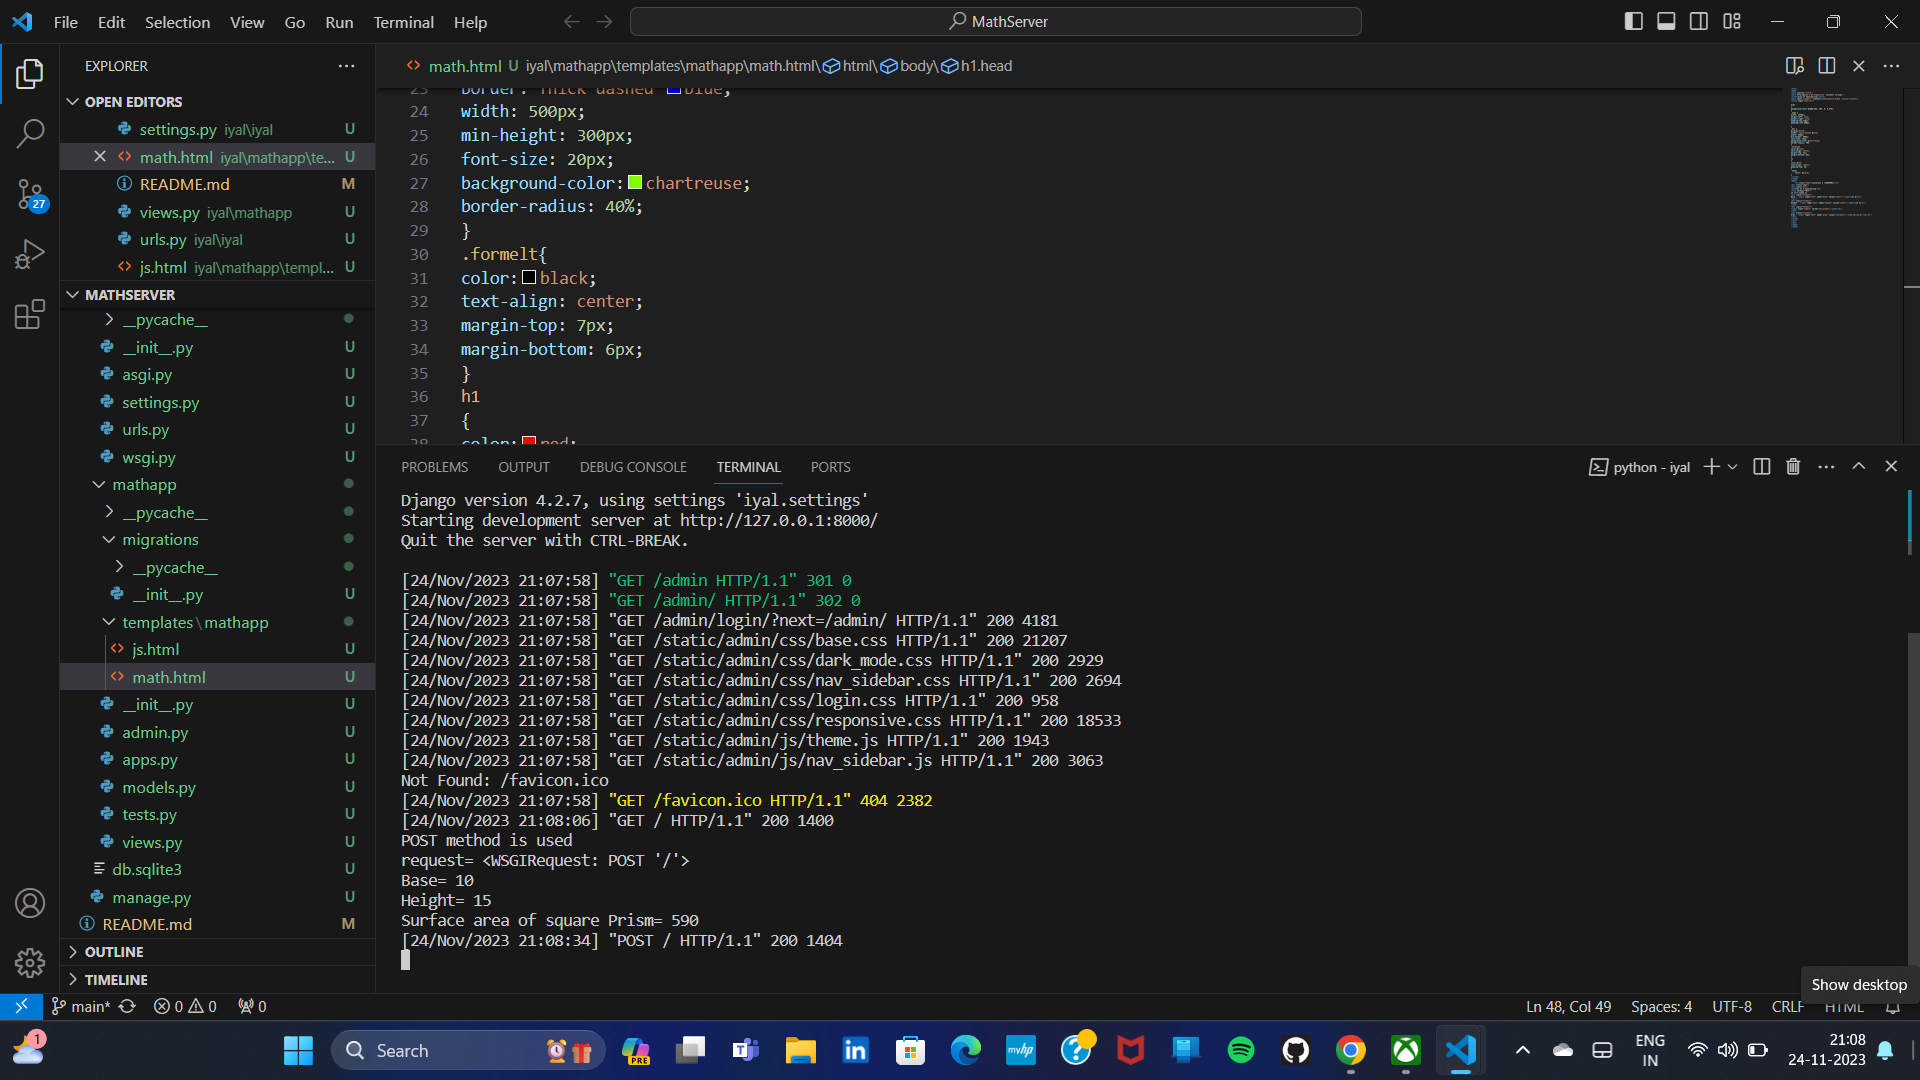 File Edit Selection View Go Run Terminal Help
MathServer
EXPLORER
OPEN EDITORS
settings.py iyal\iyal U
math.html iyal\mathapp\te... U
README.md M
views.py iyal\mathapp U
urls.py iyal\iyal U
js.html iyal\mathapp\templ... U
MATHSERVER
__pycache__
__init__.py U
asgi.py U
settings.py U
urls.py U
wsgi.py U
mathapp
__pycache__
migrations
__pycache__
__init__.py U
templates\mathapp
js.html U
math.html U
__init__.py U
admin.py U
apps.py U
models.py U
tests.py U
views.py U
db.sqlite3 U
manage.py U
README.md M
OUTLINE
TIMELINE
27
math.html U iyal\mathapp\templates\mathapp\math.html\html\body\h1.head
23 border: Thick dashed blue;
24 width: 500px;
25 min-height: 300px;
26 font-size: 20px;
27 background-color: chartreuse;
28 border-radius: 40%;
29 }
30 .formelt{
31 color: black;
32 text-align: center;
33 margin-top: 7px;
34 margin-bottom: 6px;
35 }
36 h1
37 {
38 color: red;
PROBLEMS OUTPUT DEBUG CONSOLE TERMINAL PORTS
python - iyal
Django version 4.2.7, using settings 'iyal.settings'
Starting development server at http://127.0.0.1:8000/
Quit the server with CTRL-BREAK.
[24/Nov/2023 21:07:58] "GET /admin HTTP/1.1" 301 0
[24/Nov/2023 21:07:58] "GET /admin/ HTTP/1.1" 302 0
[24/Nov/2023 21:07:58] "GET /admin/login/?next=/admin/ HTTP/1.1" 200 4181
[24/Nov/2023 21:07:58] "GET /static/admin/css/base.css HTTP/1.1" 200 21207
[24/Nov/2023 21:07:58] "GET /static/admin/css/dark_mode.css HTTP/1.1" 200 2929
[24/Nov/2023 21:07:58] "GET /static/admin/css/nav_sidebar.css HTTP/1.1" 200 2694
[24/Nov/2023 21:07:58] "GET /static/admin/css/login.css HTTP/1.1" 200 958
[24/Nov/2023 21:07:58] "GET /static/admin/css/responsive.css HTTP/1.1" 200 18533
[24/Nov/2023 21:07:58] "GET /static/admin/js/theme.js HTTP/1.1" 200 1943
[24/Nov/2023 21:07:58] "GET /static/admin/js/nav_sidebar.js HTTP/1.1" 200 3063
Not Found: /favicon.ico
[24/Nov/2023 21:07:58] "GET /favicon.ico HTTP/1.1" 404 2382
[24/Nov/2023 21:08:06] "GET / HTTP/1.1" 200 1400
POST method is used
request= <WSGIRequest: POST '/'>
Base= 10
Height= 15
Surface area of square Prism= 590
[24/Nov/2023 21:08:34] "POST / HTTP/1.1" 200 1404
Show desktop
main* 0 0 0
Ln 48, Col 49 Spaces: 4 UTF-8 CRLF HTML
1
Search
PRE
myhp
ENG
IN
21:08
24-11-2023